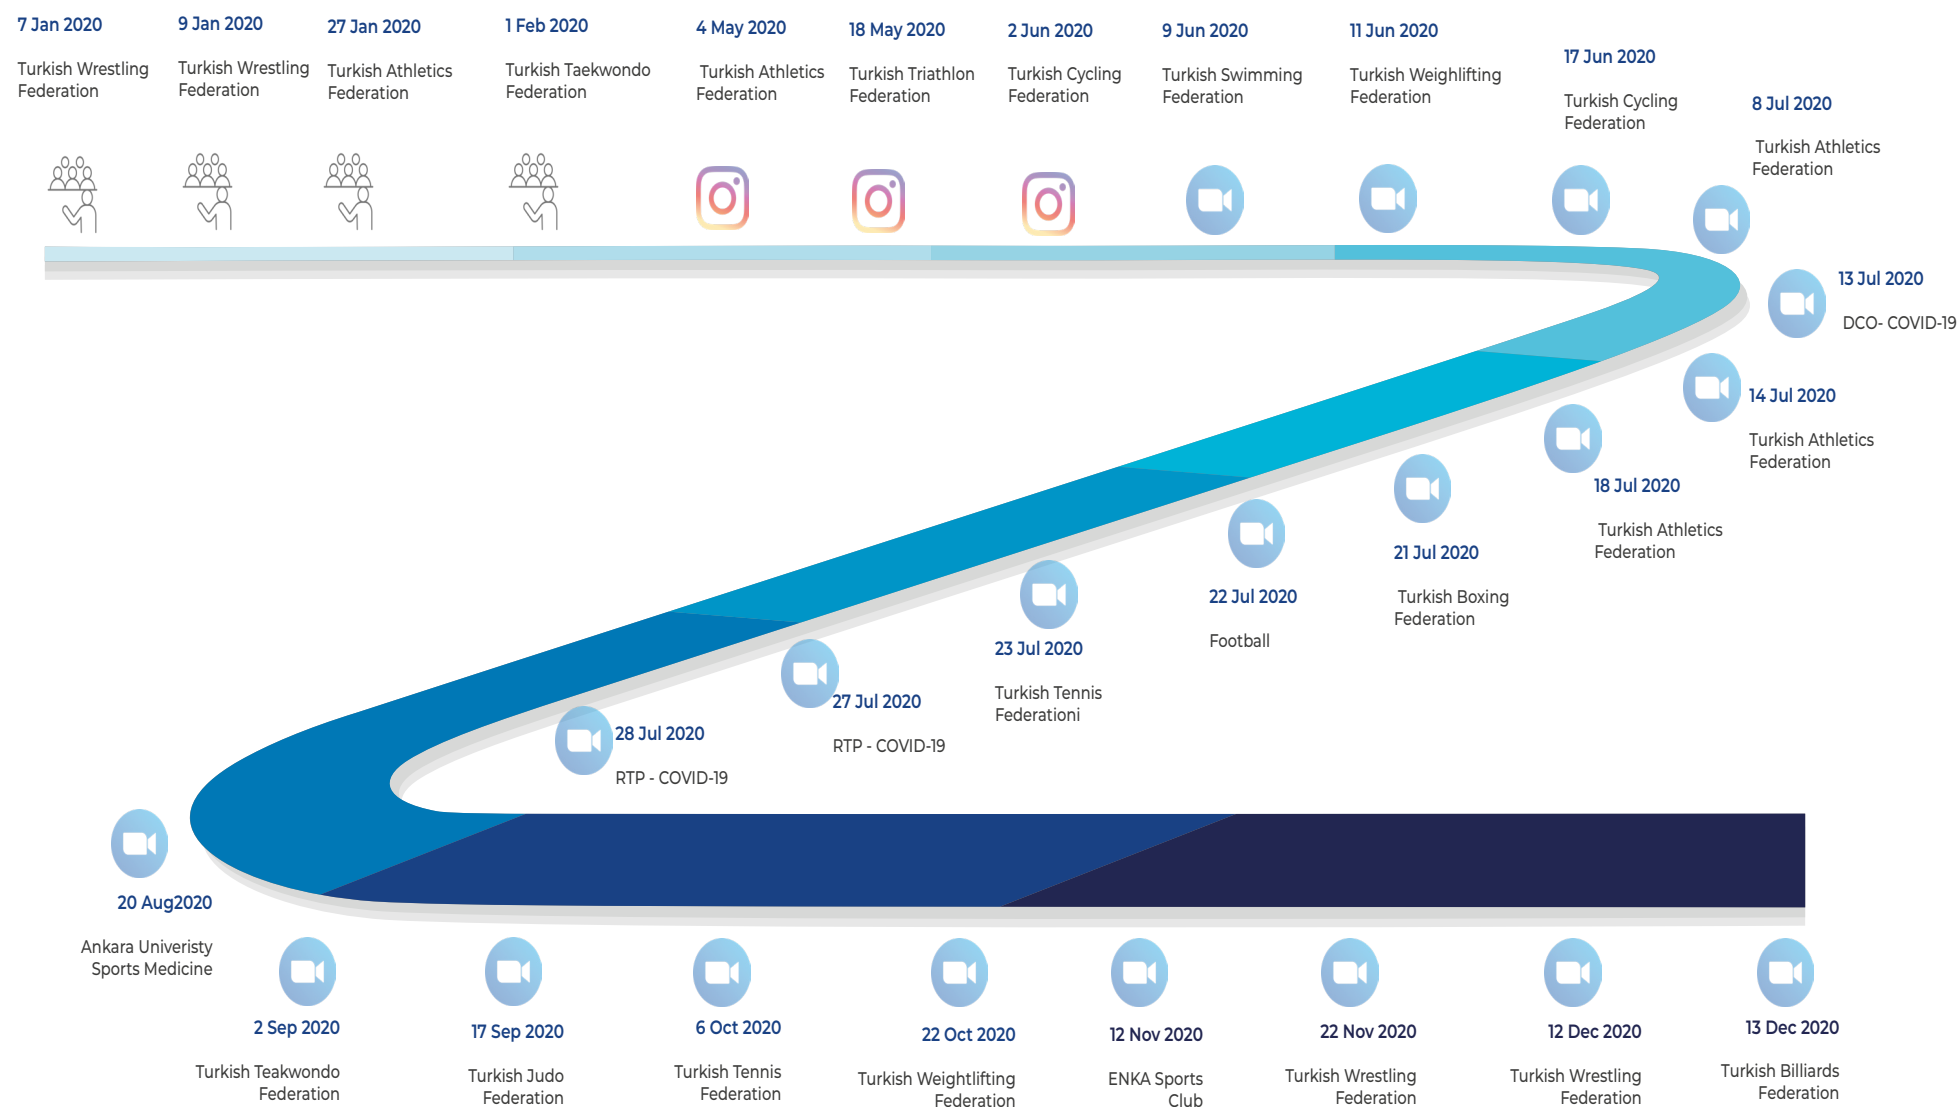 7 Jan 2020
Turkish Wrestling
Federation
9 Jan 2020
Turkish Wrestling
Federation
27 Jan 2020
Turkish Athletics
Federation
1 Feb 2020
Turkish Taekwondo
Federation
4 May 2020
Turkish Athletics
Federation
18 May 2020
Turkish Triathlon
Federation
2 Jun 2020
Turkish Cycling
Federation
9 Jun 2020
Turkish Swimming
Federation
11 Jun 2020
Turkish Weighlifting
Federation
17 Jun 2020
Turkish Cycling
Federation
8 Jul 2020
Turkish Athletics
Federation
13 Jul 2020
DCO- COVID-19
14 Jul 2020
Turkish Athletics
Federation
18 Jul 2020
Turkish Athletics
Federation
21 Jul 2020
Turkish Boxing
Federation
22 Jul 2020
Football
23 Jul 2020
Turkish Tennis
Federationi
27 Jul 2020
RTP - COVID-19
28 Jul 2020
RTP - COVID-19
20 Aug2020
Ankara Univeristy
Sports Medicine
2 Sep 2020
Turkish Teakwondo
Federation
17 Sep 2020
Turkish Judo
Federation
6 Oct 2020
Turkish Tennis
Federation
22 Oct 2020
Turkish Weightlifting
Federation
12 Nov 2020
ENKA Sports
Club
22 Nov 2020
Turkish Wrestling
Federation
12 Dec 2020
Turkish Wrestling
Federation
13 Dec 2020
Turkish Billiards
Federation